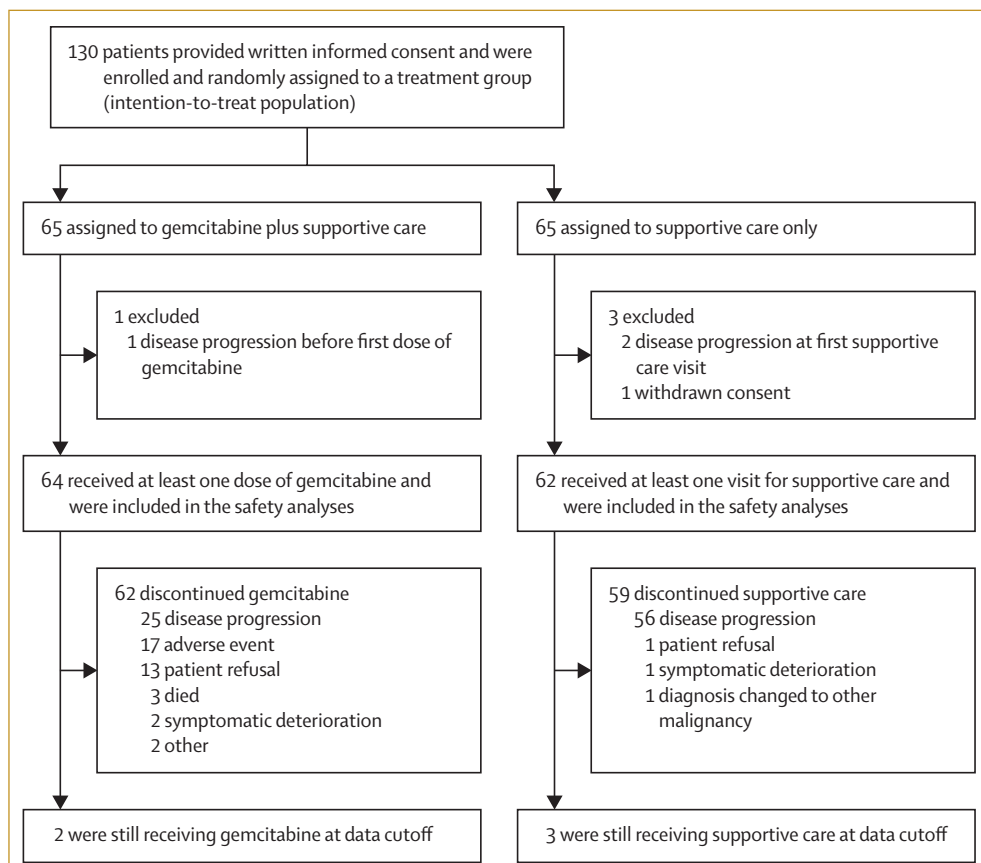 130 patients provided written informed consent and were
enrolled and randomly assigned to a treatment group
(intention-to-treat population)
65 assigned to gemcitabine plus supportive care
65 assigned to supportive care only
1 excluded
1 disease progression before first dose of
gemcitabine
3 excluded
2 disease progression at first supportive
care visit
1 withdrawn consent
64 received at least one dose of gemcitabine and
were included in the safety analyses
62 received at least one visit for supportive care and
were included in the safety analyses
62 discontinued gemcitabine
25 disease progression
17 adverse event
13 patient refusal
3 died
2 symptomatic deterioration
2 other
59 discontinued supportive care
56 disease progression
1 patient refusal
1 symptomatic deterioration
1 diagnosis changed to other
malignancy
2 were still receiving gemcitabine at data cutoff
3 were still receiving supportive care at data cutoff